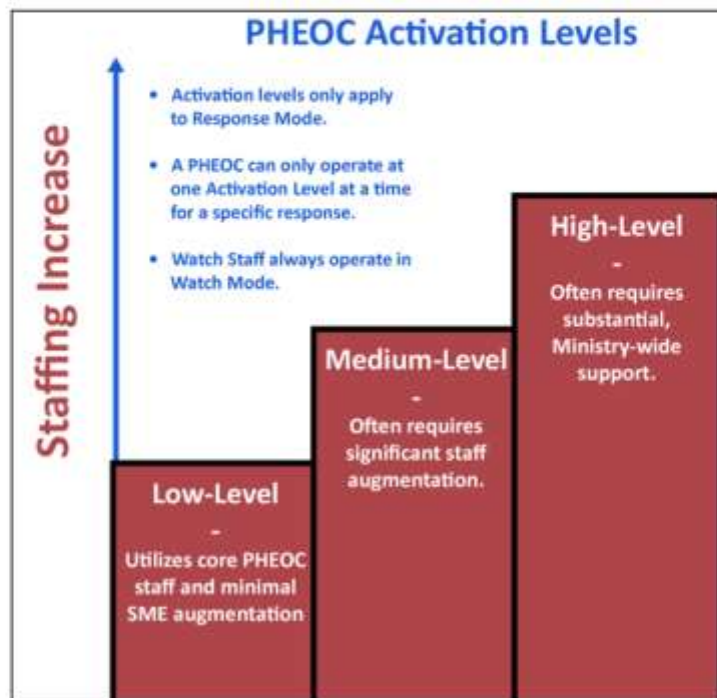 PHEOC Activation Levels
Staffing Increase
• Activation levels only apply
to Response Mode.
• A PHEOC can only operate at
one Activation Level at a time
for a specific response.
• Watch Staff always operate in
Watch Mode.
Low-Level
-
Utilizes core PHEOC
staff and minimal
SME augmentation
Medium-Level
-
Often requires
significant staff
augmentation.
High-Level
-
Often requires
substantial,
Ministry-wide
support.